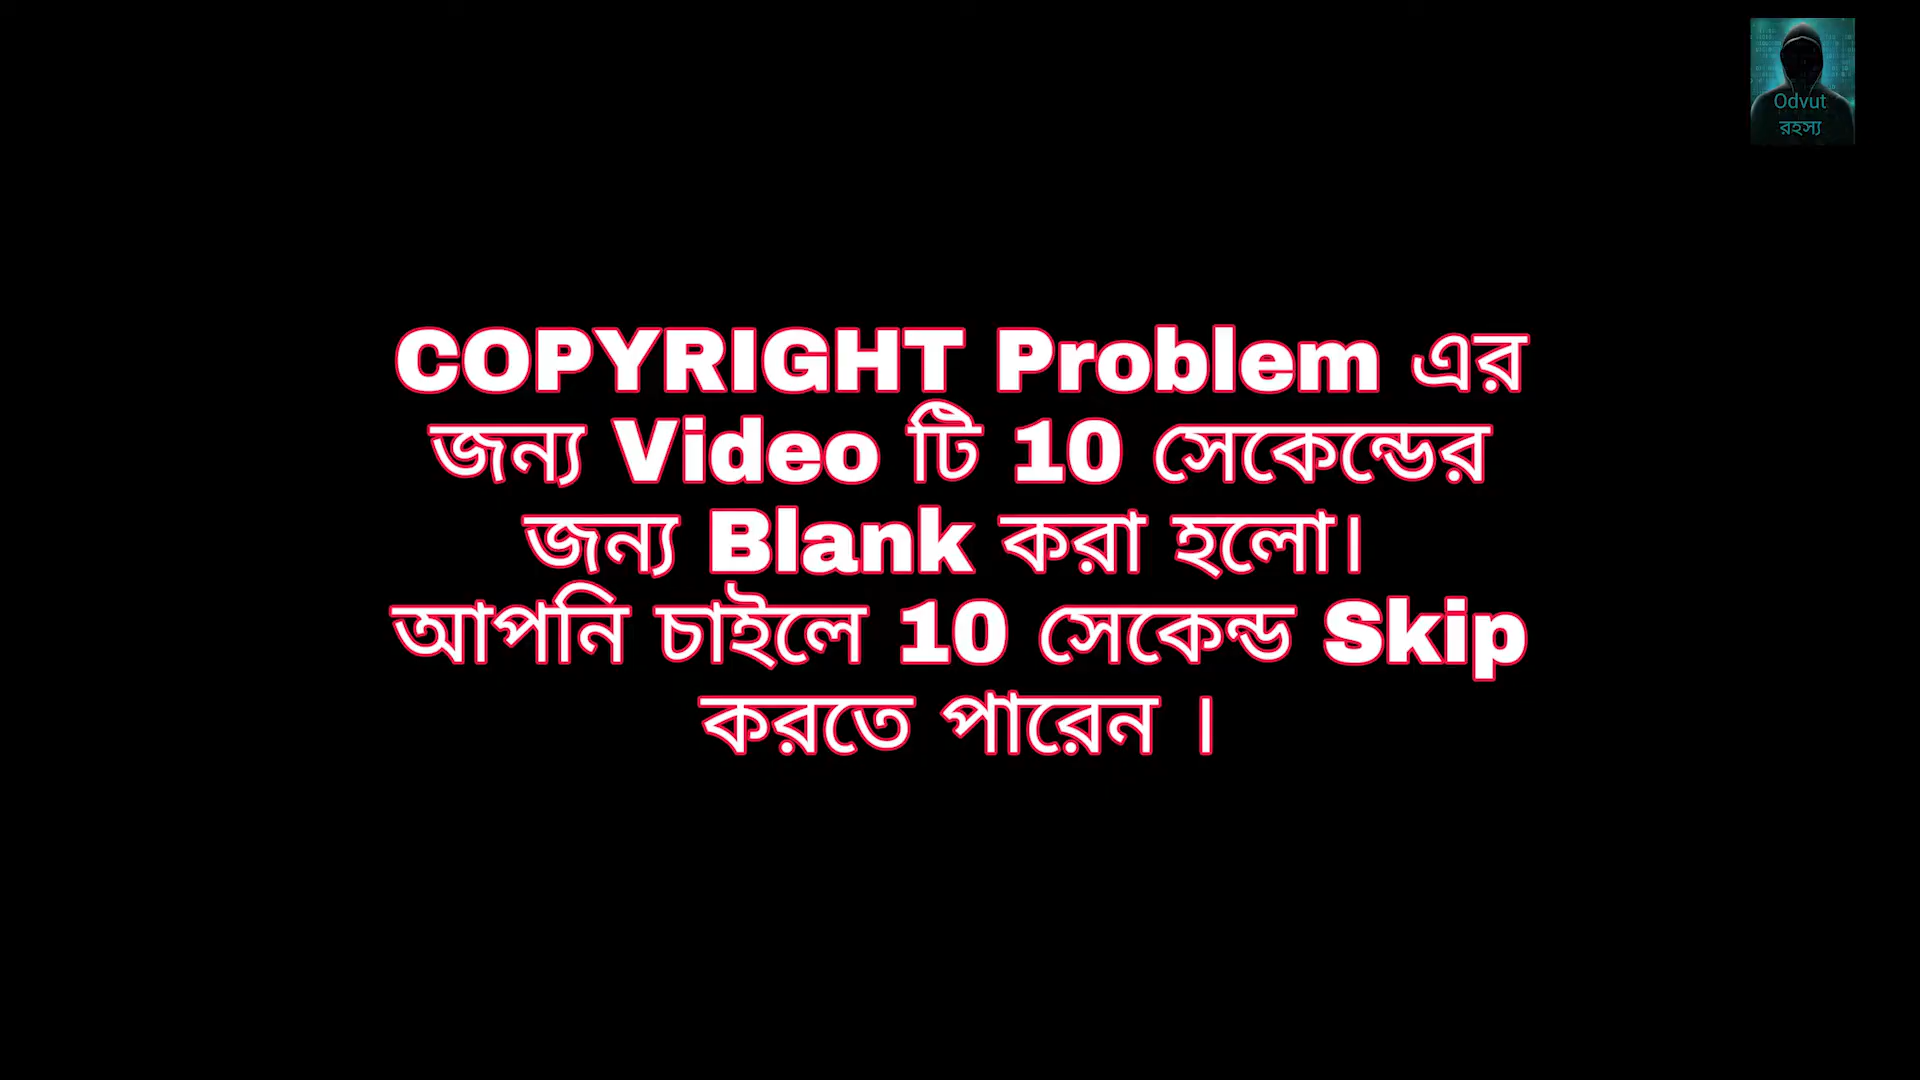 Odvut
রহস্য
COPYRIGHT Problem এর
জন্য Video টি 10 সেকেন্ডের
জন্য Blank করা হলো।
আপনি চাইলে 10 সেকেন্ড Skip
করতে পারেন ।